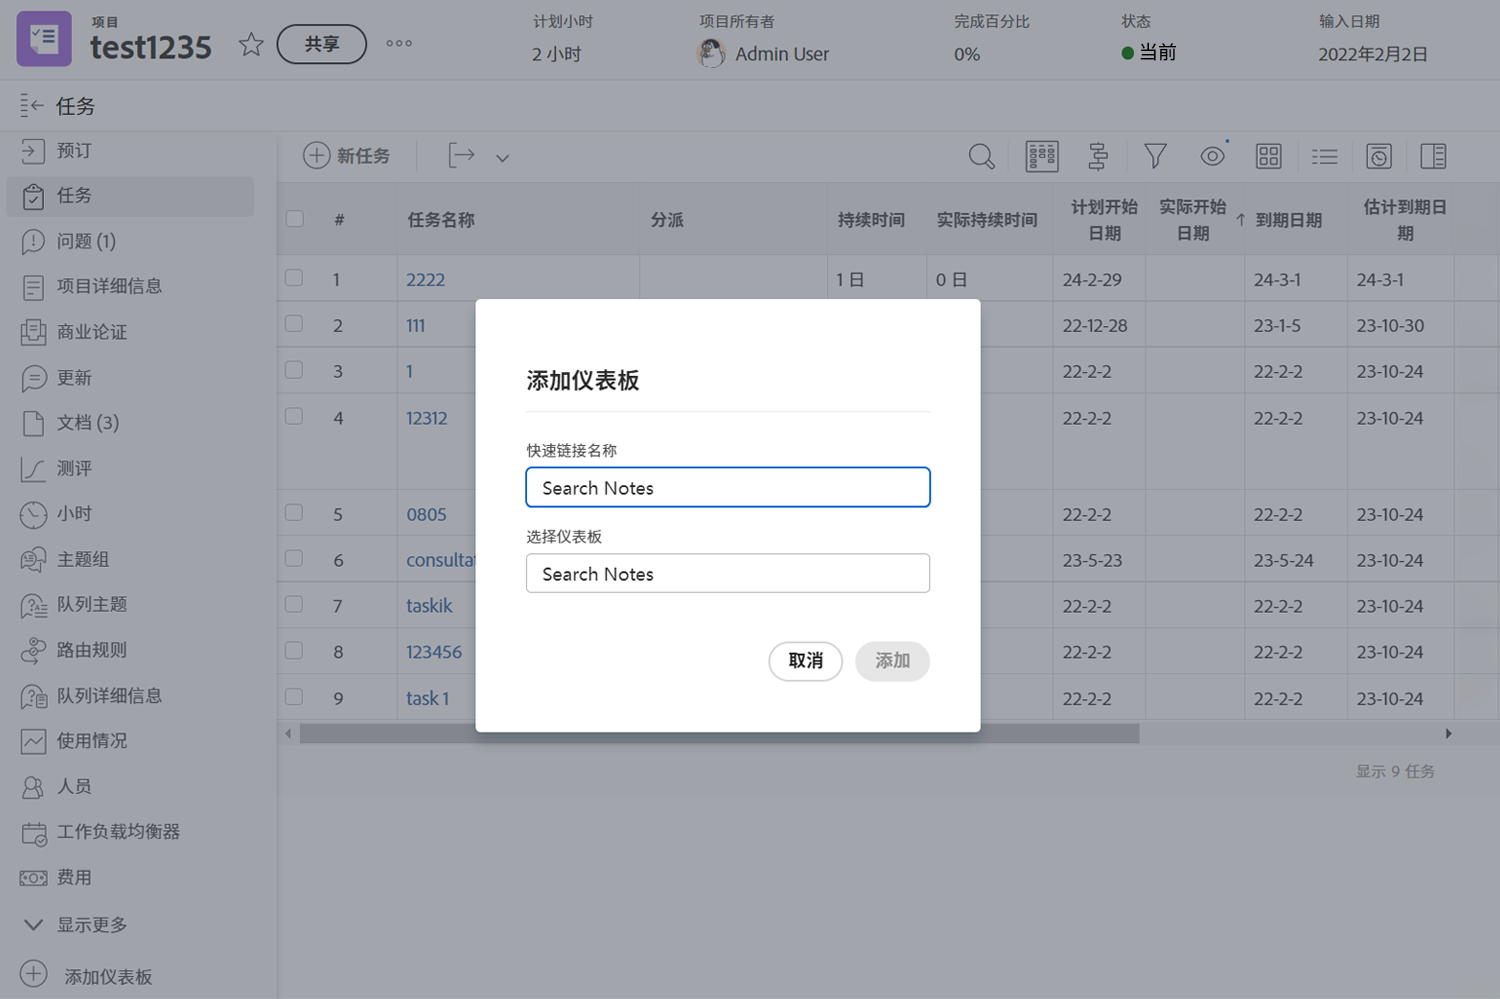 项目
test1235
共享
计划小时
2 小时
项目所有者
Admin User
完成百分比
0%
状态
当前
输入日期
2022年2月2日
任务
预订
任务
问题 (1)
项目详细信息
商业论证
更新
文档 (3)
测评
小时
主题组
队列主题
路由规则
队列详细信息
使用情况
人员
工作负载均衡器
费用
显示更多
添加仪表板
新任务
# 任务名称 分派 持续时间 实际持续时间 计划开始日期 实际开始日期 到期日期 估计到期日期
1 2222 1 日 0 日 24-2-29 24-3-1 24-3-1
2 111 22-12-28 23-1-5 23-10-30
3 1 22-2-2 22-2-2 23-10-24
4 12312 22-2-2 22-2-2 23-10-24
5 0805 22-2-2 22-2-2 23-10-24
6 consultat 23-5-23 23-5-24 23-10-24
7 taskik 22-2-2 22-2-2 23-10-24
8 123456 22-2-2 22-2-2 23-10-24
9 task 1 22-2-2 22-2-2 23-10-24
显示 9 任务
添加仪表板
快速链接名称
Search Notes
选择仪表板
Search Notes
取消
添加